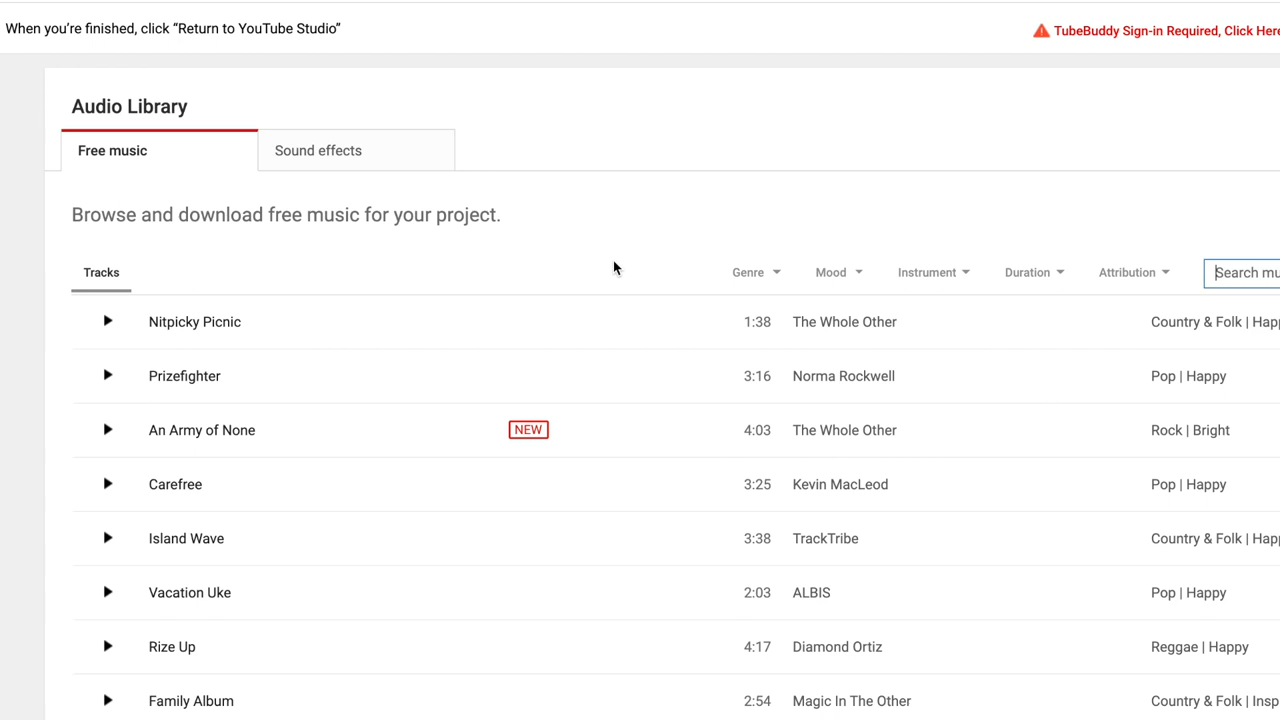 When you're finished, click “Return to YouTube Studio”
TubeBuddy Sign-in Required, Click Here
Audio Library
Free music
Sound effects
Browse and download free music for your project.
Tracks Genre Mood Instrument Duration Attribution Search mu
Nitpicky Picnic 1:38 The Whole Other Country & Folk | Happ
Prizefighter 3:16 Norma Rockwell Pop | Happy
An Army of None NEW 4:03 The Whole Other Rock | Bright
Carefree 3:25 Kevin MacLeod Pop | Happy
Island Wave 3:38 TrackTribe Country & Folk | Happ
Vacation Uke 2:03 ALBIS Pop | Happy
Rize Up 4:17 Diamond Ortiz Reggae | Happy
Family Album 2:54 Magic In The Other Country & Folk | Insp